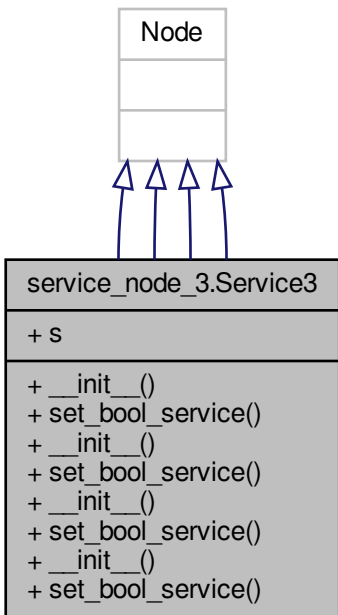 Node
service_node_3.Service3
+ s
+ __init__()
+ set_bool_service()
+ __init__()
+ set_bool_service()
+ __init__()
+ set_bool_service()
+ __init__()
+ set_bool_service()